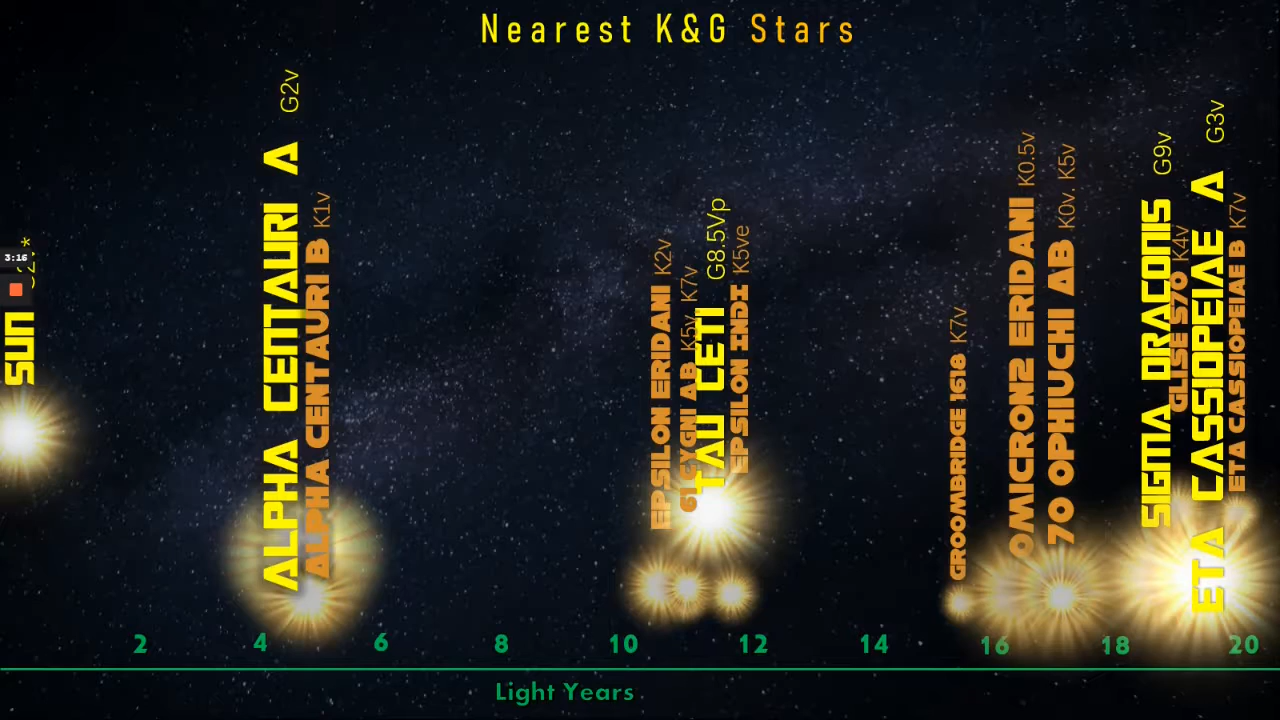 Nearest K&G Stars
3:16
SUN
ALPHA CENTAURI A G2v
ALPHA CENTAURI B K1v
EPSILON ERIDANI K2v
61 CYGNI AB K5v, K7v
TAU CETI G8.5Vp
EPSILON INDI K5ve
GROOMBRIDGE 1618 K7.v
OMICRON2 ERIDANI K0.5v
70 OPHIUCHI AB K0v. K5v
SIGMA DRACONIS G9v
GLISE 570 K4v
ETA CASSIOPEIAE A G3v
ETA CASSIOPEIAE B K7v
2 4 6 8 10 12 14 16 18 20
Light Years